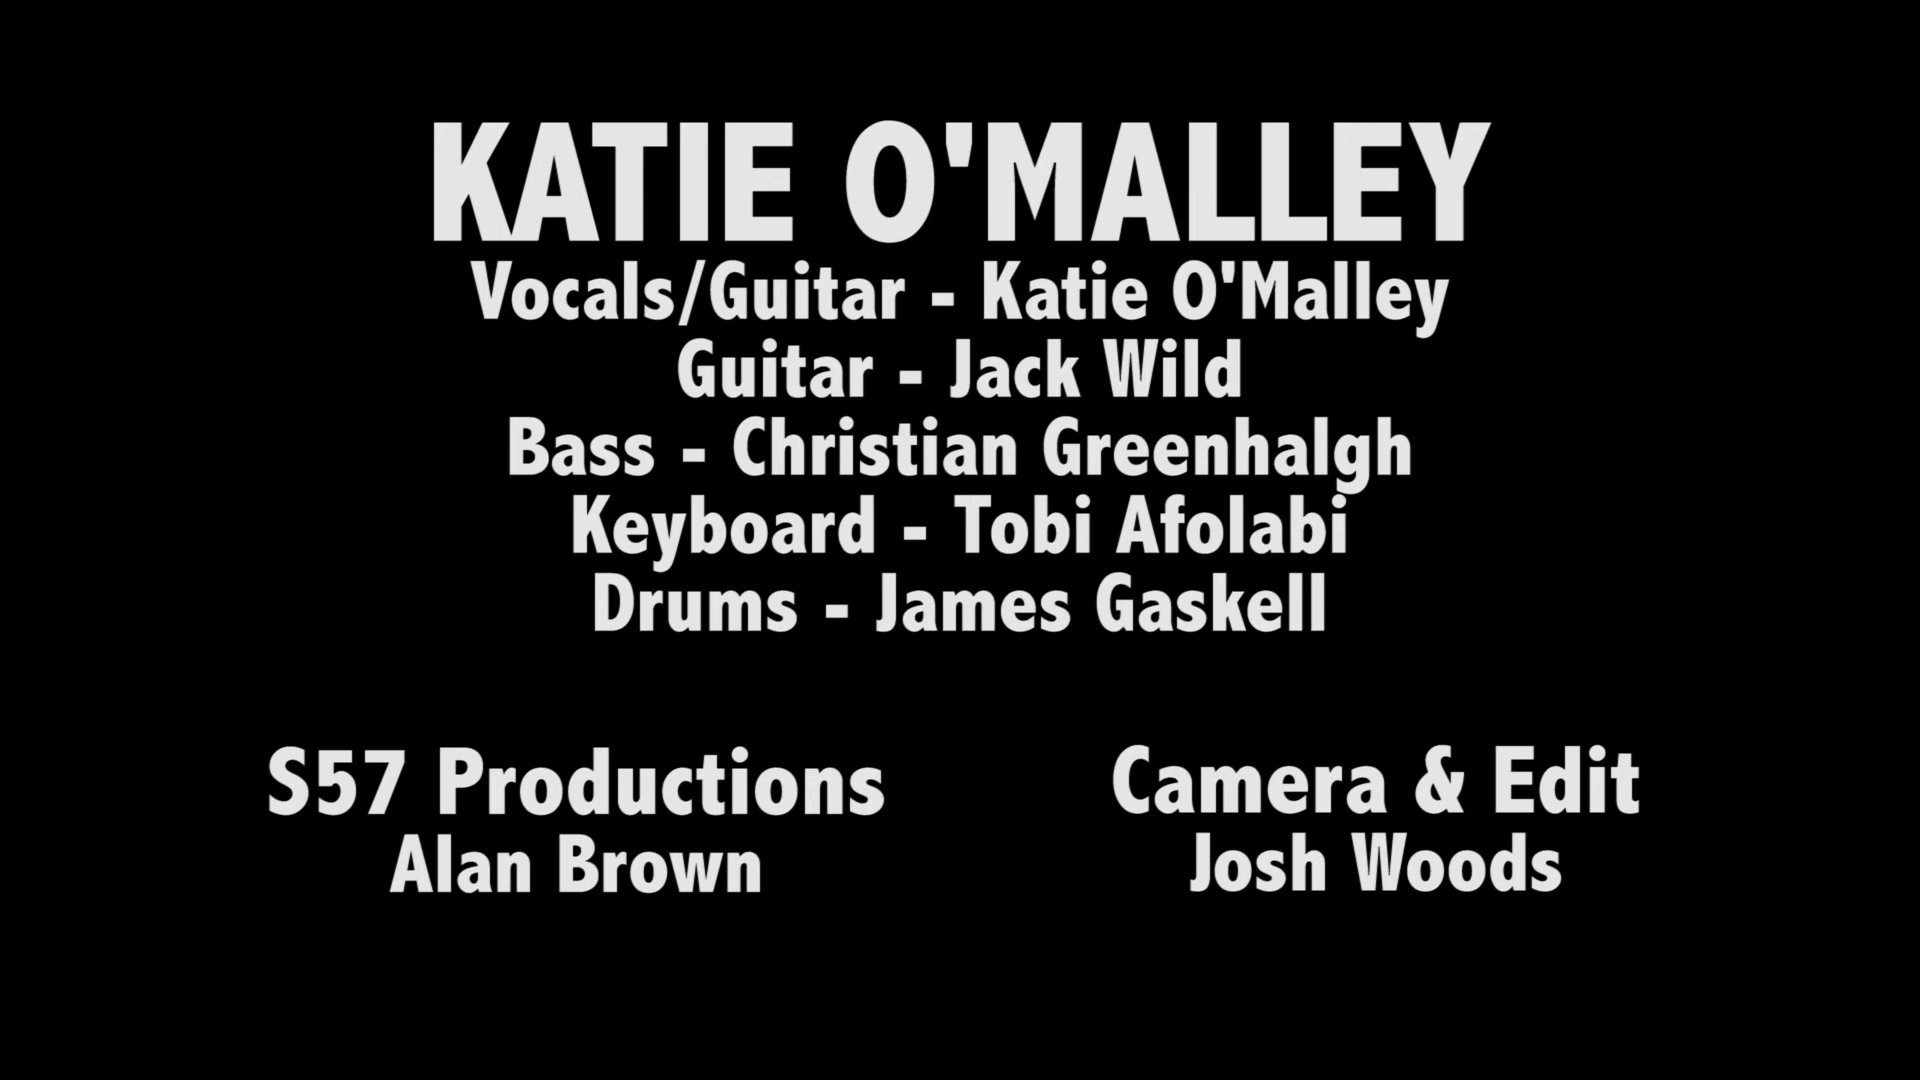 KATIE O'MALLEY
Vocals/Guitar - Katie O'Malley
Guitar - Jack Wild
Bass - Christian Greenhalgh
Keyboard - Tobi Afolabi
Drums - James Gaskell
S57 Productions
Alan Brown
Camera & Edit
Josh Woods